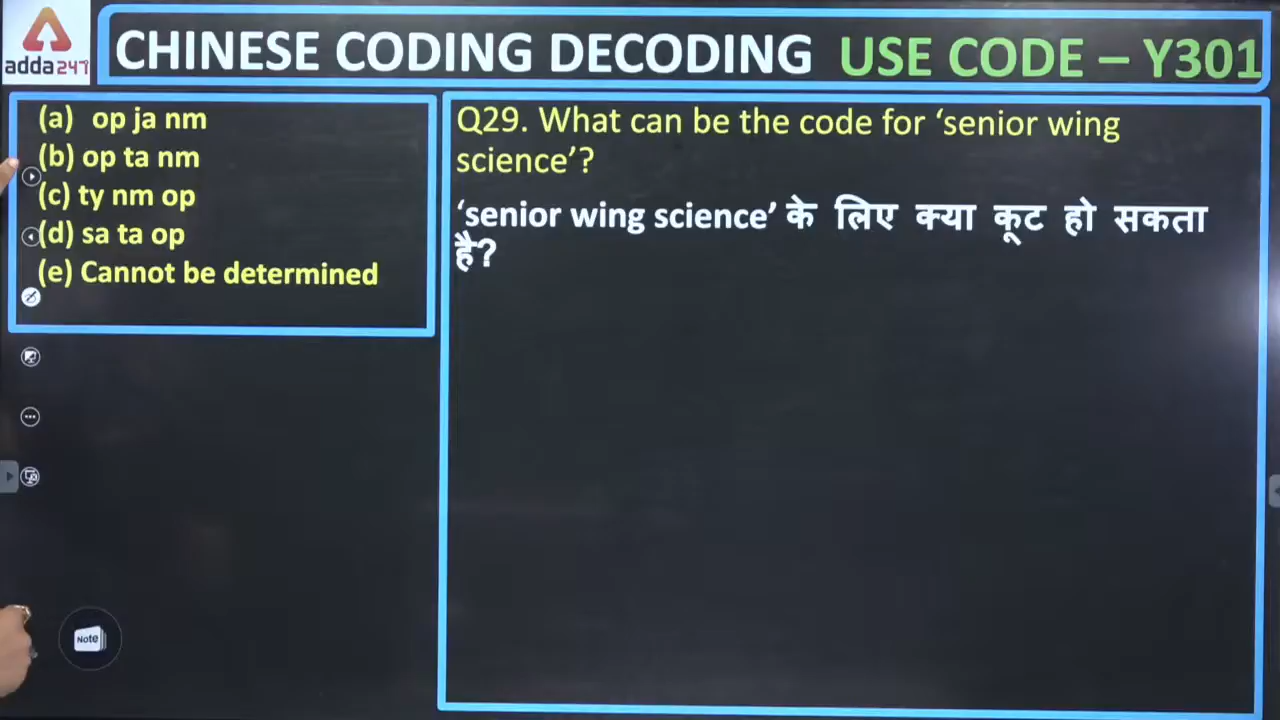 adda247
CHINESE CODING DECODING USE CODE – Y301
(a) op ja nm
(b) op ta nm
(c) ty nm op
(d) sa ta op
(e) Cannot be determined
Q29. What can be the code for ‘senior wing
science’?
‘senior wing science’ के लिए क्या कूट हो सकता
है?
Note